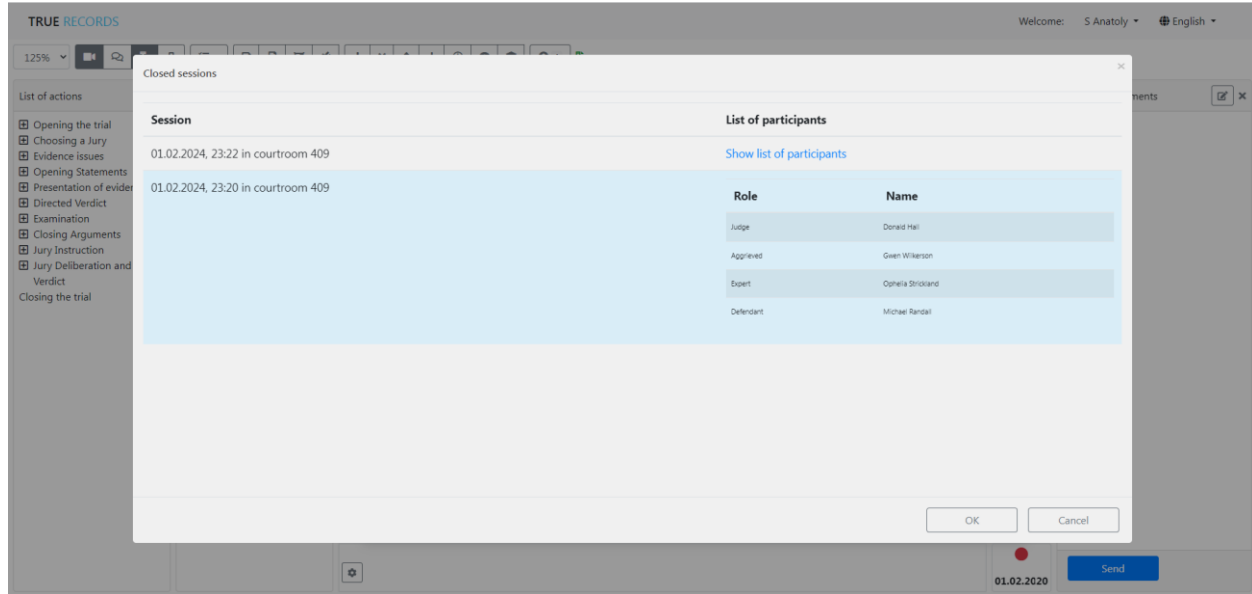 TRUE RECORDS
Welcome: S Anatoly English
125%
Closed sessions
List of actions
Opening the trial
Choosing a Jury
Evidence issues
Opening Statements
Presentation of
Directed Verdict
Examination
Closing Arguments
Jury Instruction
Jury Deliberation and
Verdict
Closing the trial
Session List of participants
01.02.2024, 23:22 in courtroom 409 Show list of participants
01.02.2024, 23:20 in courtroom 409
Role Name
Judge Donald Hall
Aggrieved Gwen Wilkerson
Expert Ophelia Strickland
Defendant Michael Randall
OK Cancel
01.02.2020
Send